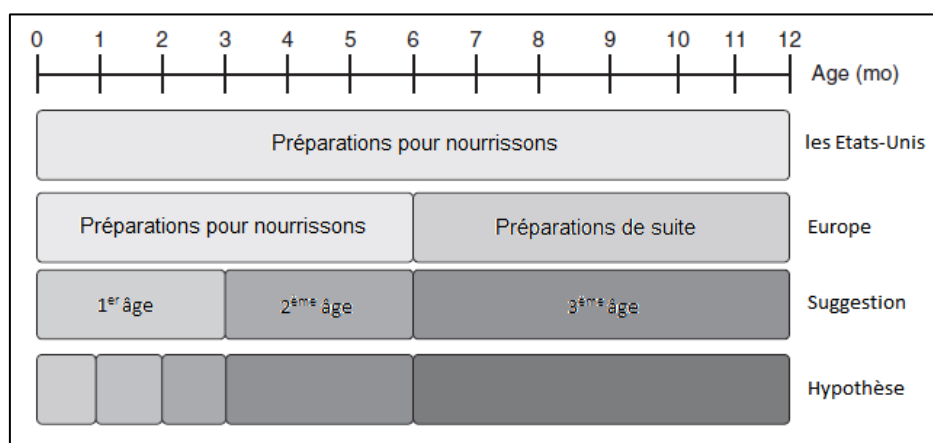 0 1 2 3 4 5 6 7 8 9 10 11 12
Age (mo)
Préparations pour nourrissons
les Etats-Unis
Préparations pour nourrissons
Préparations de suite
Europe
1er âge
2ème âge
3ème âge
Suggestion
Hypothèse